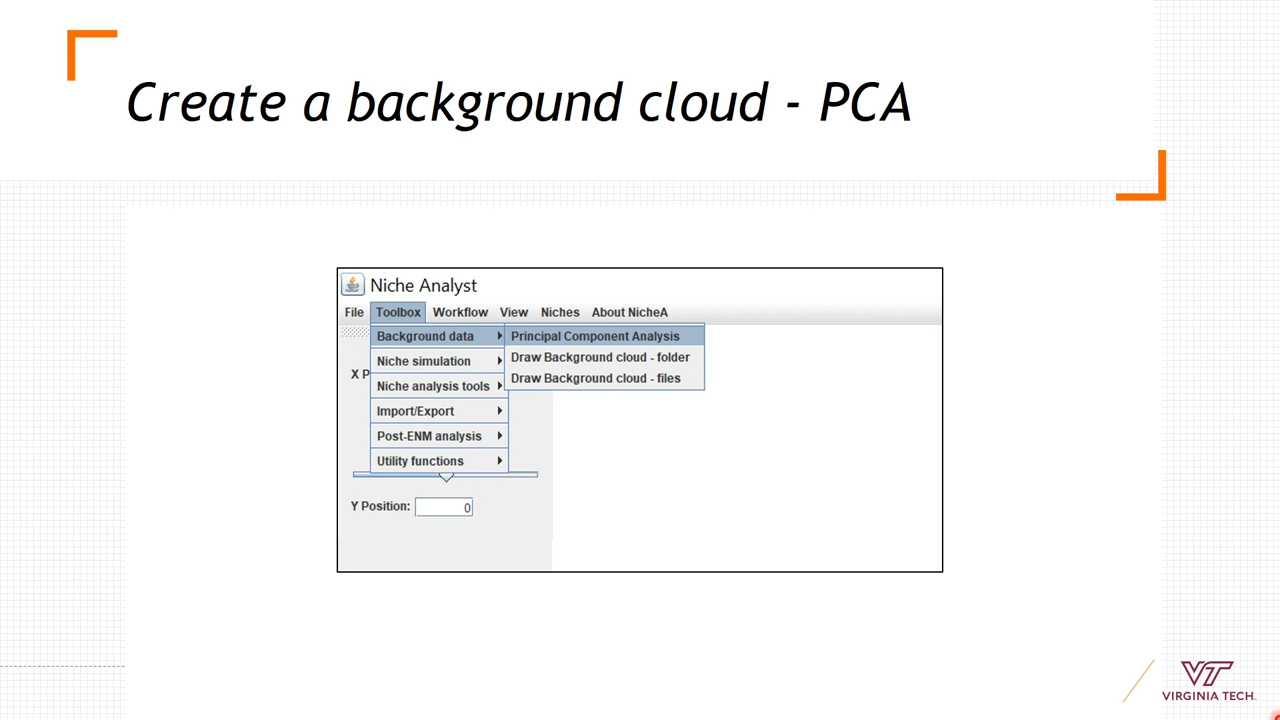 Create a background cloud - PCA
Niche Analyst
File Toolbox Workflow View Niches About NicheA
Background data Principal Component Analysis
Draw Background cloud - folder
Niche simulation
X P
Draw Background cloud - files
Niche analysis tools
Import/Export
Post-ENM analysis
Utility functions
Y Position: 0
VT
VIRGINIA TECH.